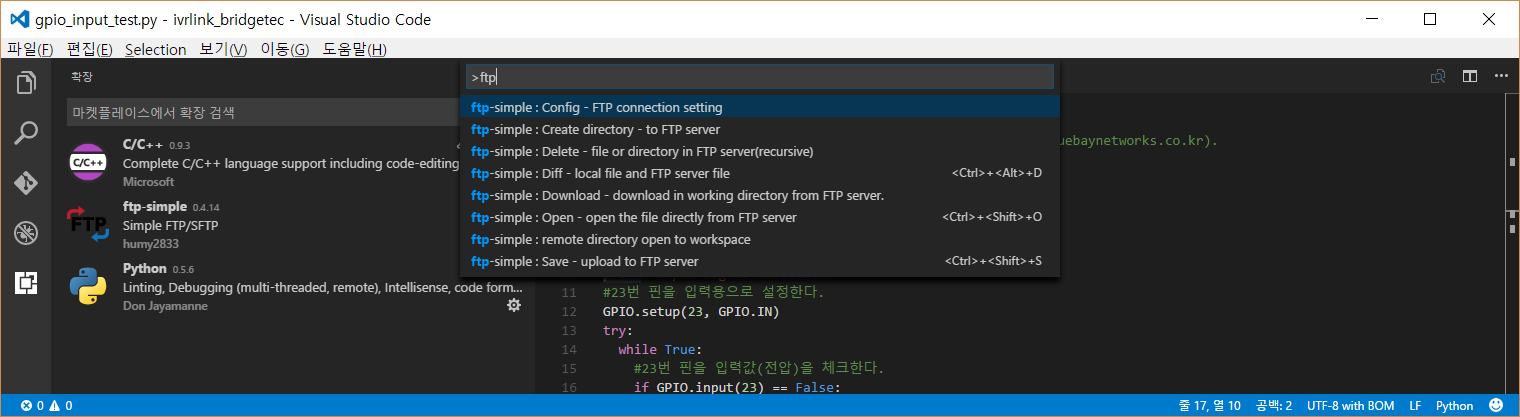 gpio_input_test.py - ivrlink_bridgetec - Visual Studio Code
파일(F) 편집(E) Selection 보기(V) 이동(G) 도움말(H)
확장
마켓플레이스에서 확장 검색
C/C++ 0.9.3
Complete C/C++ language support including code-editing
Microsoft
ftp-simple 0.4.14
Simple FTP/SFTP
humy2833
Python 0.5.6
Linting, Debugging (multi-threaded, remote), Intellisense, code form...
Don Jayamanne
>ftp
ftp-simple : Config - FTP connection setting
ftp-simple : Create directory - to FTP server
ftp-simple : Delete - file or directory in FTP server(recursive)
ftp-simple : Diff - local file and FTP server file <Ctrl>+<Alt>+D
ftp-simple : Download - download in working directory from FTP server.
ftp-simple : Open - open the file directly from FTP server <Ctrl>+<Shift>+O
ftp-simple : remote directory open to workspace
ftp-simple : Save - upload to FTP server <Ctrl>+<Shift>+S
uebaynetworks.co.kr).
11 #23번 핀을 입력용으로 설정한다.
12 GPIO.setup(23, GPIO.IN)
13 try:
14 while True:
15 #23번 핀을 입력값(전압)을 체크한다.
16 if GPIO.input(23) == False:
0 0 줄 17, 열 10 공백: 2 UTF-8 with BOM LF Python